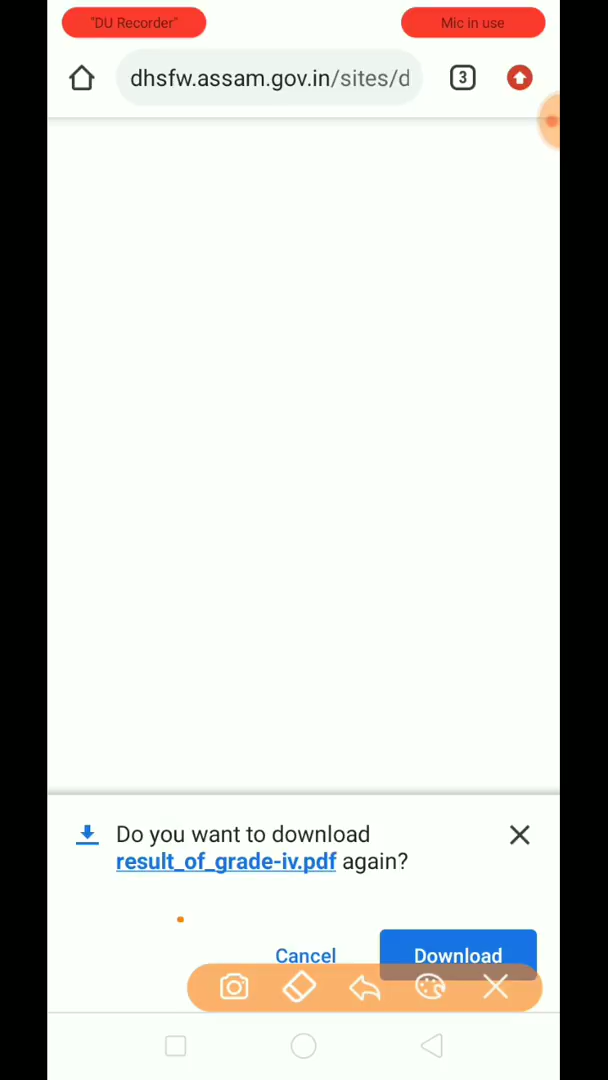 "DU Recorder"
Mic in use
dhsfw.assam.gov.in/sites/d
3
Do you want to download
result_of_grade-iv.pdf again?
Cancel
Download